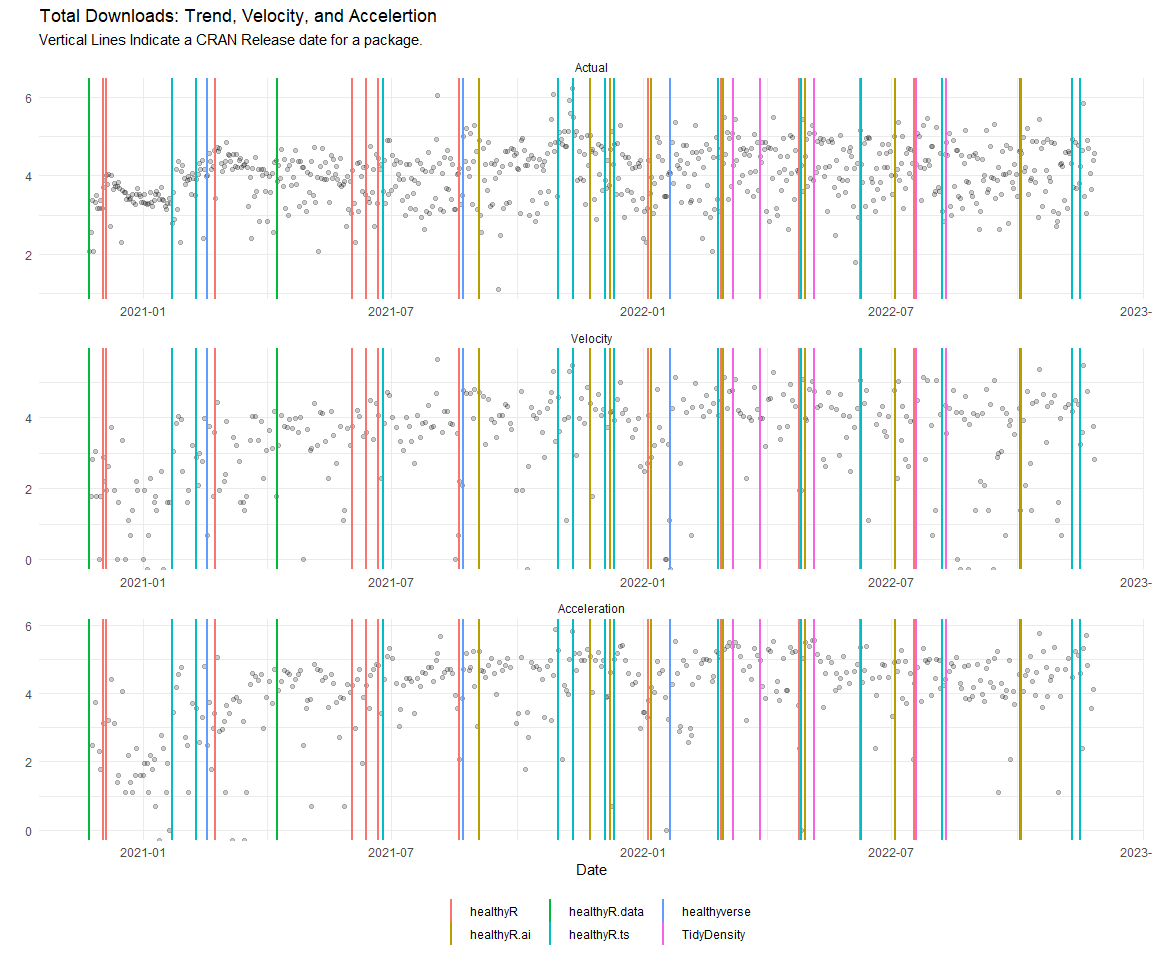 Total Downloads: Trend, Velocity, and Accelertion
Vertical Lines Indicate a CRAN Release date for a package.
Actual
6
4
2
2021-01 2021-07 2022-01 2022-07 2023-
Velocity
4
2
0
2021-01 2021-07 2022-01 2022-07 2023-
Acceleration
6
4
2
0
2021-01 2021-07 2022-01 2022-07 2023-
Date
healthyR healthyR.data healthyverse
healthyR.ai healthyR.ts TidyDensity